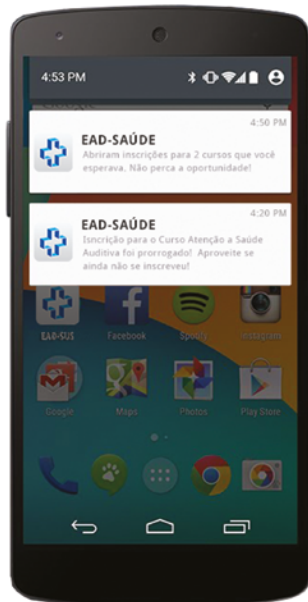 4:53 PM
4:50 PM
EAD-SAÚDE
Abriram inscrições para 2 cursos que você
esperava. Não perca a oportunidade!
4:20 PM
EAD-SAÚDE
Isncrição para o Curso Atenção a Saúde
Auditiva foi prorrogado! Aproveite se
ainda não se inscreveu!
EAD-SUS
Facebook
Spotify
Instagram
Google
Maps
Photos
Play Store